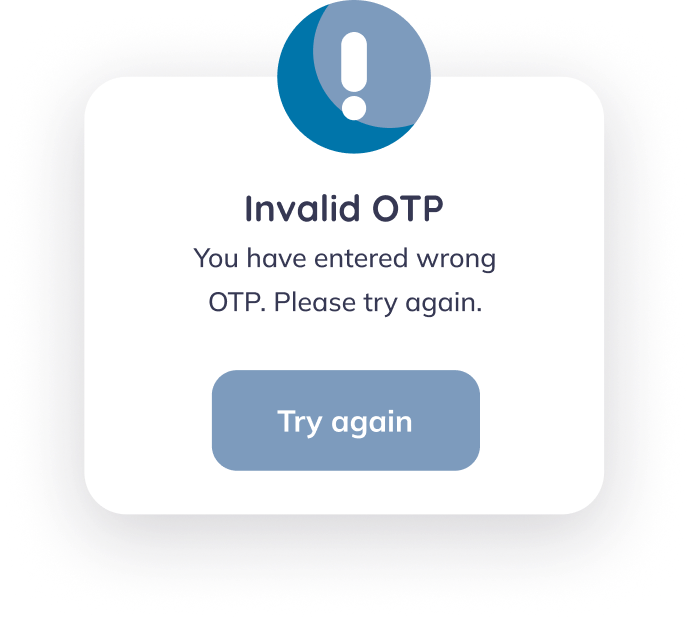 Invalid OTP
You have entered wrong
OTP. Please try again.
Try again